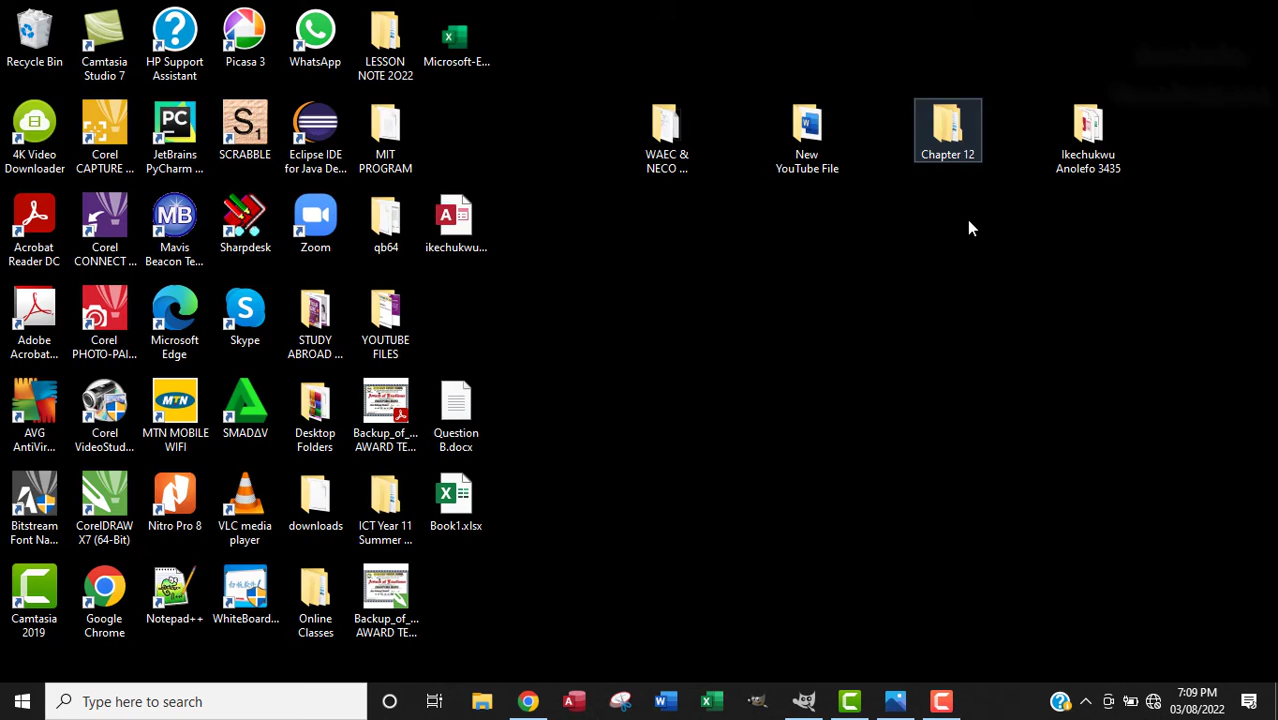 Recycle Bin
Camtasia
Studio 7
HP Support
Assistant
Picasa 3
WhatsApp
LESSON
NOTE 2O22
Microsoft-E...
4K Video
Downloader
Corel
CAPTURE ...
JetBrains
PyCharm ...
SCRABBLE
Eclipse IDE
for Java De...
MIT
PROGRAM
WAEC &
NECO ...
New
YouTube File
Chapter 12
Ikechukwu
Anolefo 3435
Acrobat
Reader DC
Corel
CONNECT ...
Mavis
Beacon Te...
Sharpdesk
Zoom
qb64
ikechukwu...
Adobe
Acrobat...
Corel
PHOTO-PAI...
Microsoft
Edge
Skype
STUDY
ABROAD ...
YOUTUBE
FILES
AVG
AntiVir...
Corel
VideoStud...
MTN MOBILE
WIFI
SMADΔV
Desktop
Folders
Backup_of_...
AWARD TE...
Question
B.docx
Bitstream
Font Na...
CorelDRAW
X7 (64-Bit)
Nitro Pro 8
VLC media
player
downloads
ICT Year 11
Summer ...
Book1.xlsx
Camtasia
2019
Google
Chrome
Notepad++
WhiteBoard...
Online
Classes
Backup_of_...
AWARD TE...
Type here to search
7:09 PM
03/08/2022